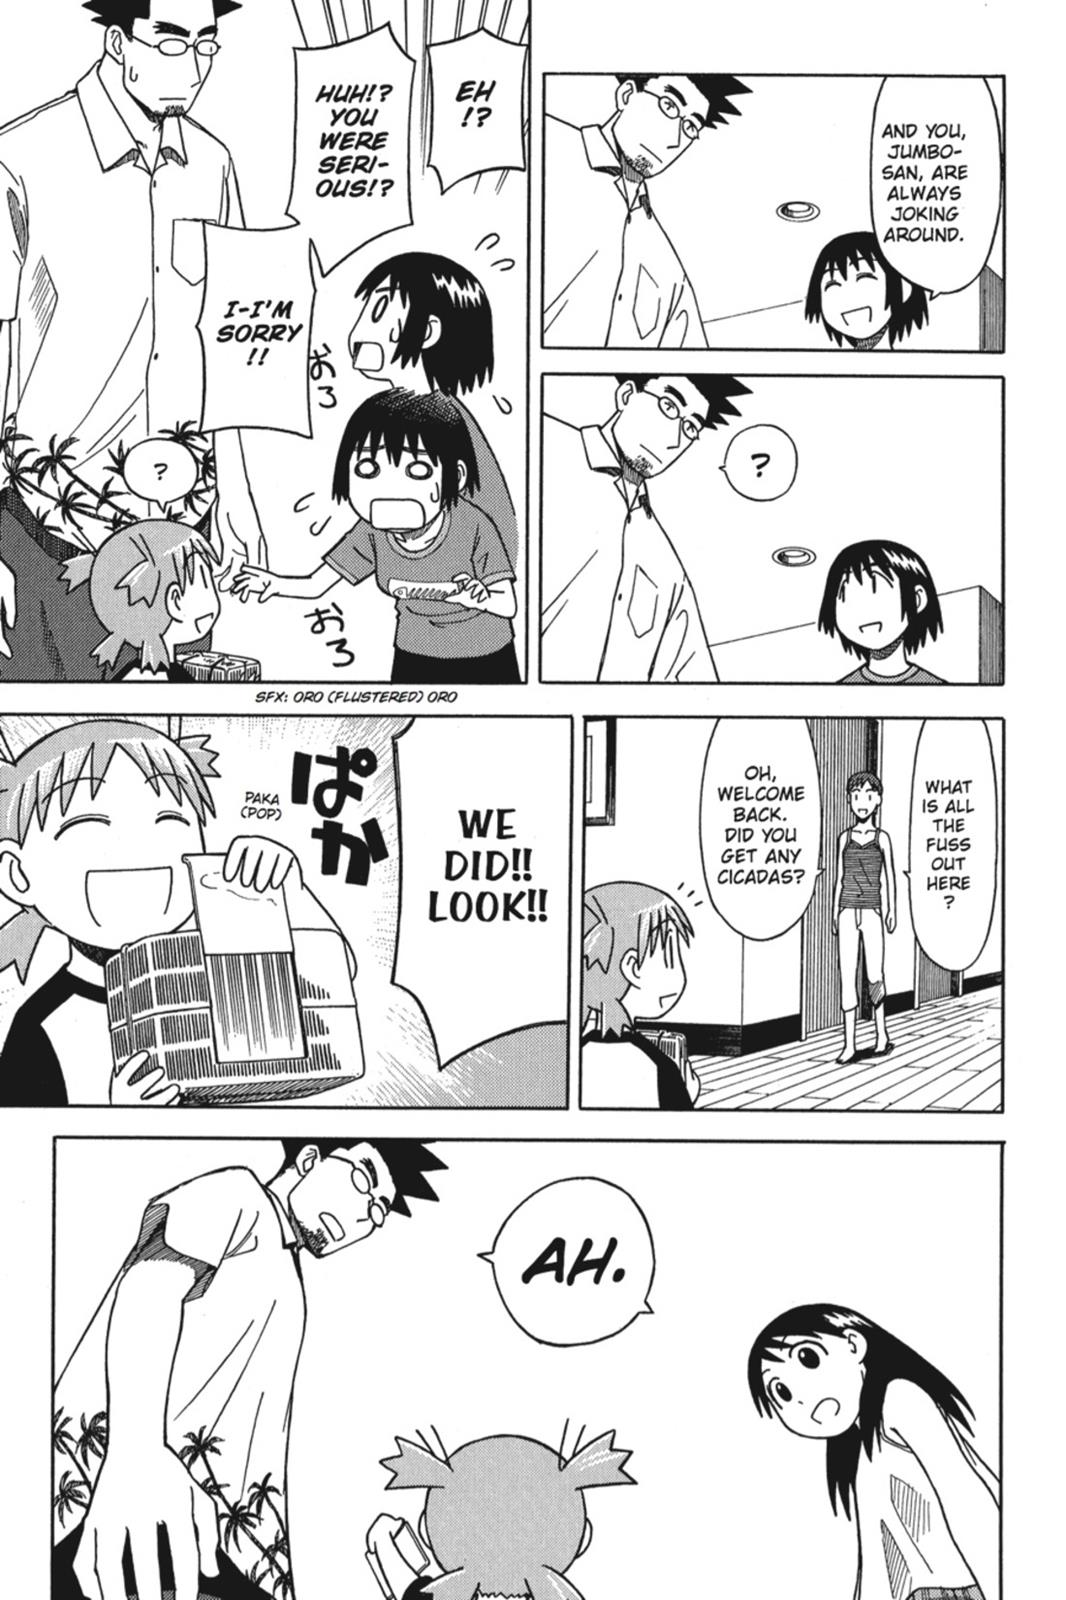 AND YOU,
JUMBO-
SAN, ARE
ALWAYS
JOKING
AROUND.
?
EH
!?
HUH!?
YOU
WERE
SERI-
OUS!?
I-I'M
SORRY
!!
おろ
?
おろ
SFX: ORO (FLUSTERED) ORO
WHAT
IS ALL
THE
FUSS
OUT
HERE
?
OH,
WELCOME
BACK.
DID YOU
GET ANY
CICADAS?
WE
DID!!
LOOK!!
ぱか
PAKA
(POP)
AH.